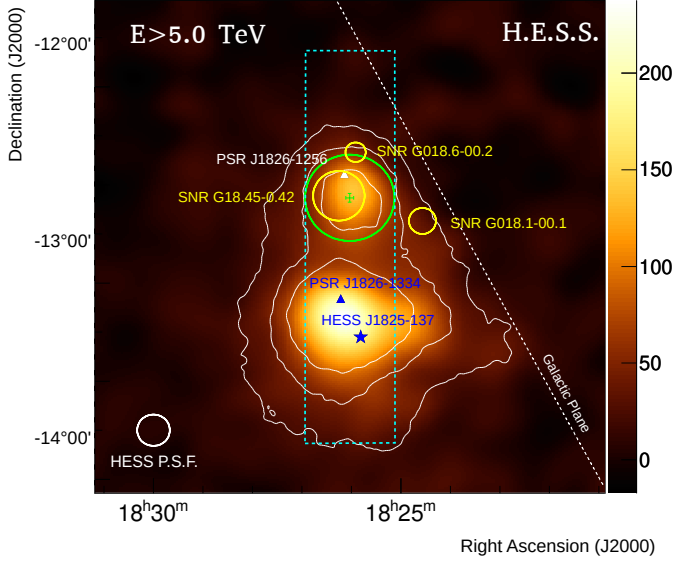 E>5.0 TeV
H.E.S.S.
Declination (J2000)
-12°00'
-13°00'
-14°00'
PSR J1826-1256
SNR G018.6-00.2
SNR G18.45-0.42
SNR G018.1-00.1
PSR J1826-1334
HESS J1825-137
Galactic Plane
HESS P.S.F.
18ʰ30ᵐ
18ʰ25ᵐ
Right Ascension (J2000)
200
150
100
50
0